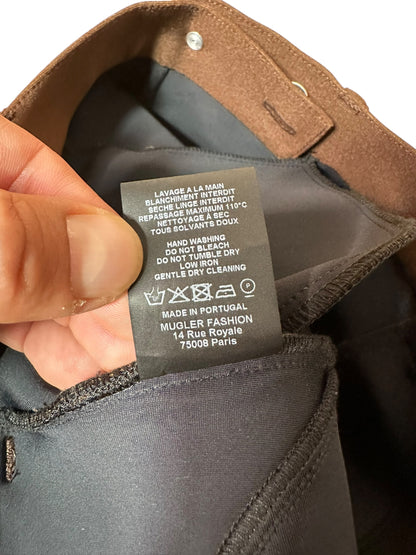 LAVAGE A LA MAIN
BLANCHIMENT INTERDIT
SECHE LINGE INTERDIT
REPASSAGE MAXIMUM 110°C
NETTOYAGE À SEC
TOUS SOLVANTS DOUX
HAND WASHING
DO NOT BLEACH
DO NOT TUMBLE DRY
LOW IRON
GENTLE DRY CLEANING
P
MADE IN PORTUGAL
MUGLER FASHION
14 Rue Royale
75008 Paris